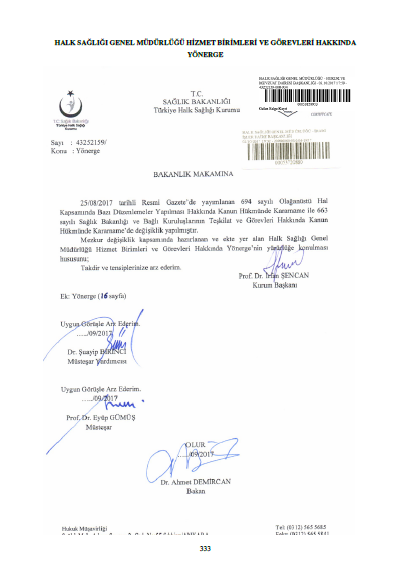 HALK SAĞLIĞI GENEL MÜDÜRLÜĞÜ HİZMET BİRİMLERİ VE GÖREVLERİ HAKKINDA
YÖNERGE
T.C.
SAĞLIK BAKANLIĞI
Türkiye Halk Sağlığı Kurumu
T.C. Sağlık Bakanlığı
Türkiye Halk Sağlığı
Kurumu
Sayı : 43252159/
Konu : Yönerge
BAKANLIK MAKAMINA
25/08/2017 tarihli Resmi Gazete'de yayımlanan 694 sayılı Olağanüstü Hal
Kapsamında Bazı Düzenlemeler Yapılması Hakkında Kanun Hükmünde Kararname ile 663
sayılı Sağlık Bakanlığı ve Bağlı Kuruluşlarının Teşkilat ve Görevleri Hakkında Kanun
Hükmünde Kararname'de değişiklik yapılmıştır.
Mezkur değişiklik kapsamında hazırlanan ve ekte yer alan Halk Sağlığı Genel
Müdürlüğü Hizmet Birimleri ve Görevleri Hakkında Yönerge'nin yürürlüğe konulması
hususunu;
Takdir ve tensiplerinize arz ederim.
Prof. Dr. İrfan ŞENCAN
Kurum Başkanı
Ek: Yönerge (16 sayfa)
Uygun Görüşle Arz Ederim.
...../09/2017
Dr. Şuayip BİRİNCİ
Müsteşar Yardımcısı
Uygun Görüşle Arz Ederim.
...../09/2017
Prof. Dr. Eyüp GÜMÜŞ
Müsteşar
OLUR
...../09/2017
Dr. Ahmet DEMİRCAN
Bakan
Hukuk Müşavirliği
Tel: (0312) 565 5685
333